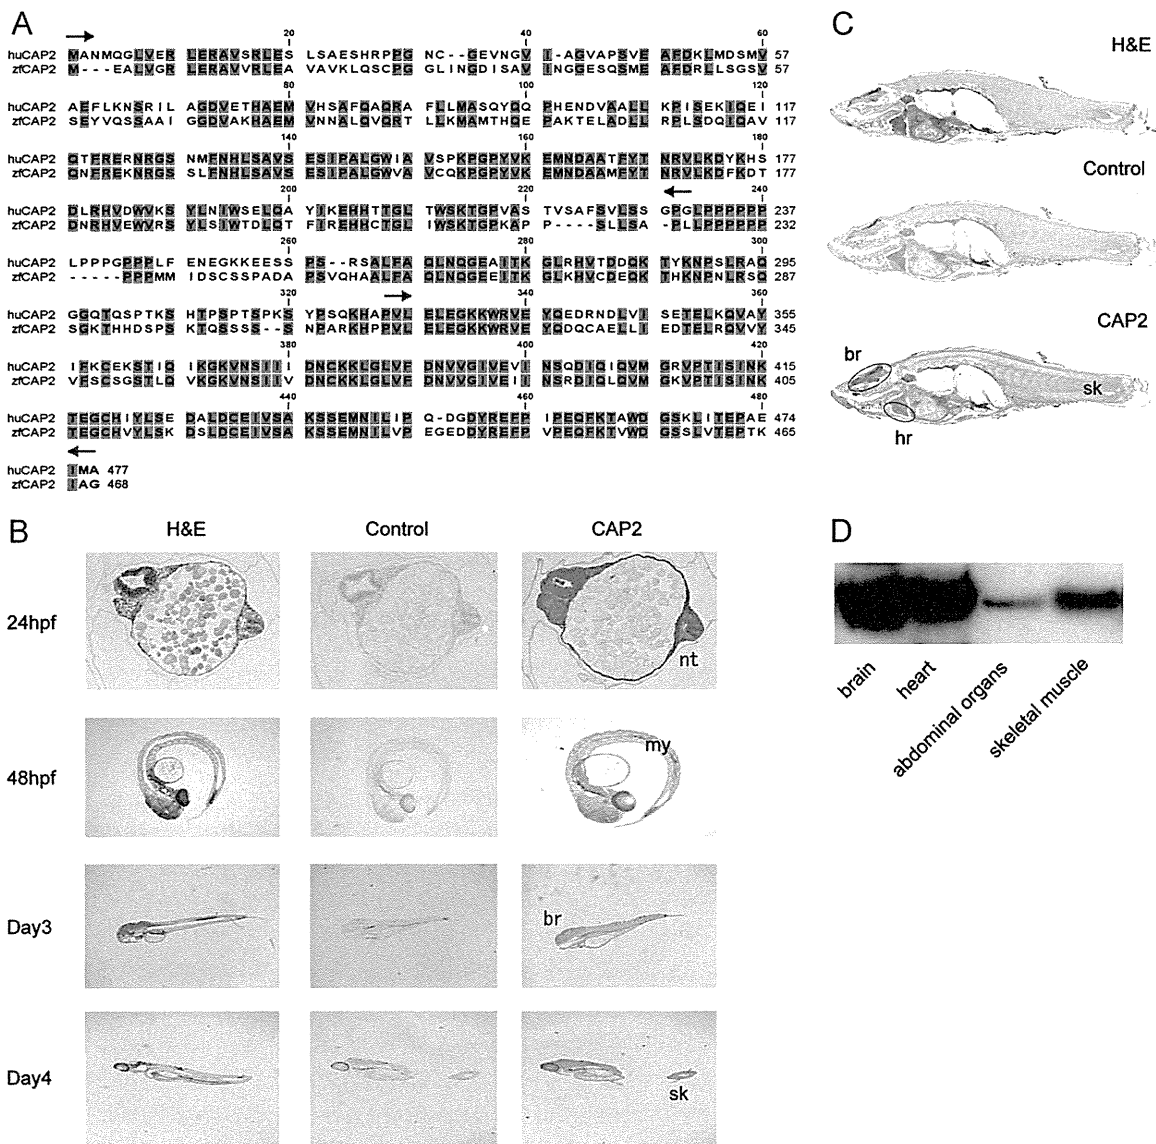 A
20 40 60
huCAP2 MANMQGLVER LERAVSRLES LSAESHRPPG NC--GEVNGV I-AGVAPSVE AFDKLMDSMV 57
zfCAP2 M---EALVGR LERAVVRLEA VAVKLQSCPG GLINGDISAV INGGESQSME AFDRLLSGSV 57
80 100 120
huCAP2 AEFLKNSRIL AGDVETHAEM VHSAFQAQRA FLLMASQYQQ PHENDVAALL KPISEKIQEI 117
zfCAP2 SEYVQSSAAI GGDVAKHAEM VNNALQVQRT LLKMAMTHQE PAKTELADLL RPLSDQIQAV 117
140 160 180
huCAP2 QTFRERNRGS NMFNHLSAVS ESIPALGWIA VSPKPGPYVK EMNDAATFYT NRVLKDYKHS 177
zfCAP2 QNFREKNRGS SLFNHLSAVS ESIPALGWVA VCQKPGPYVK EMNDAAMFYT NRVLKDFKDT 177
200 220 240
huCAP2 DLRHVDWVKS YLNIWSELQA YIKEHHTTGL TWSKTGPVAS TVSAFSVLSS GPGLPPPPPP 237
zfCAP2 DNRHVEWVRS YLSIWTDLQT FIREHHCTGL IWSKTGPKAP P----SLLSA -PLLPPPPPP 232
260 280 300
huCAP2 LPPPGPPPLF ENEGKKEESS PS--RSALFA QLNQGEAITK GLRHVTDDQK TYKNPSLRAQ 295
zfCAP2 -----PPPMM IDSCSSPADA PSVQHAALFA QLNQGEEITK GLKHVCDEQK THKNPNLRSQ 287
320 340 360
huCAP2 GGQTQSPTKS HTPSPTSPKS YPSQKHAPVL ELEGKKWRVE YQEDRNDLVI SETELKQVAY 355
zfCAP2 SGKTHHDSPS KTQSSSS--S NPARKHPPVL ELEGKKWRVE YQDQCAELLI EDTELRQVVY 345
380 400 420
huCAP2 IFKCEKSTIQ IKGKVNSIII DNCKKLGLVF DNVVGIVEVI NSQDIQIQVM GRVPTISINK 415
zfCAP2 VFSCSGSTLQ VKGKVNSIIV DNCKKLGLVF DNVVGIVEII NSRDIQLQVM GKVPTISINK 405
440 460 480
huCAP2 TEGCHIYLSE DALDCEIVSA KSSEMNILIP Q-DGDYREFP IPEQFKTAWD GSKLITEPAE 474
zfCAP2 TEGCHVYLSK DSLDCEIVSA KSSEMNILVP EGEDDYREFP VPEQFKTVWD GSSLVTEPTK 465
huCAP2 IMA 477
zfCAP2 IAG 468
C
H&E
Control
CAP2
br
hr
sk
B
H&E Control CAP2
24hpf
nt
48hpf
my
Day3
br
Day4
sk
D
brain
heart
abdominal organs
skeletal muscle